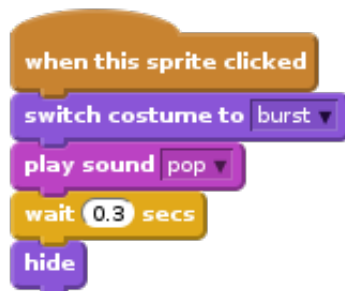 when this sprite clicked
switch costume to burst
play sound pop
wait 0.3 secs
hide